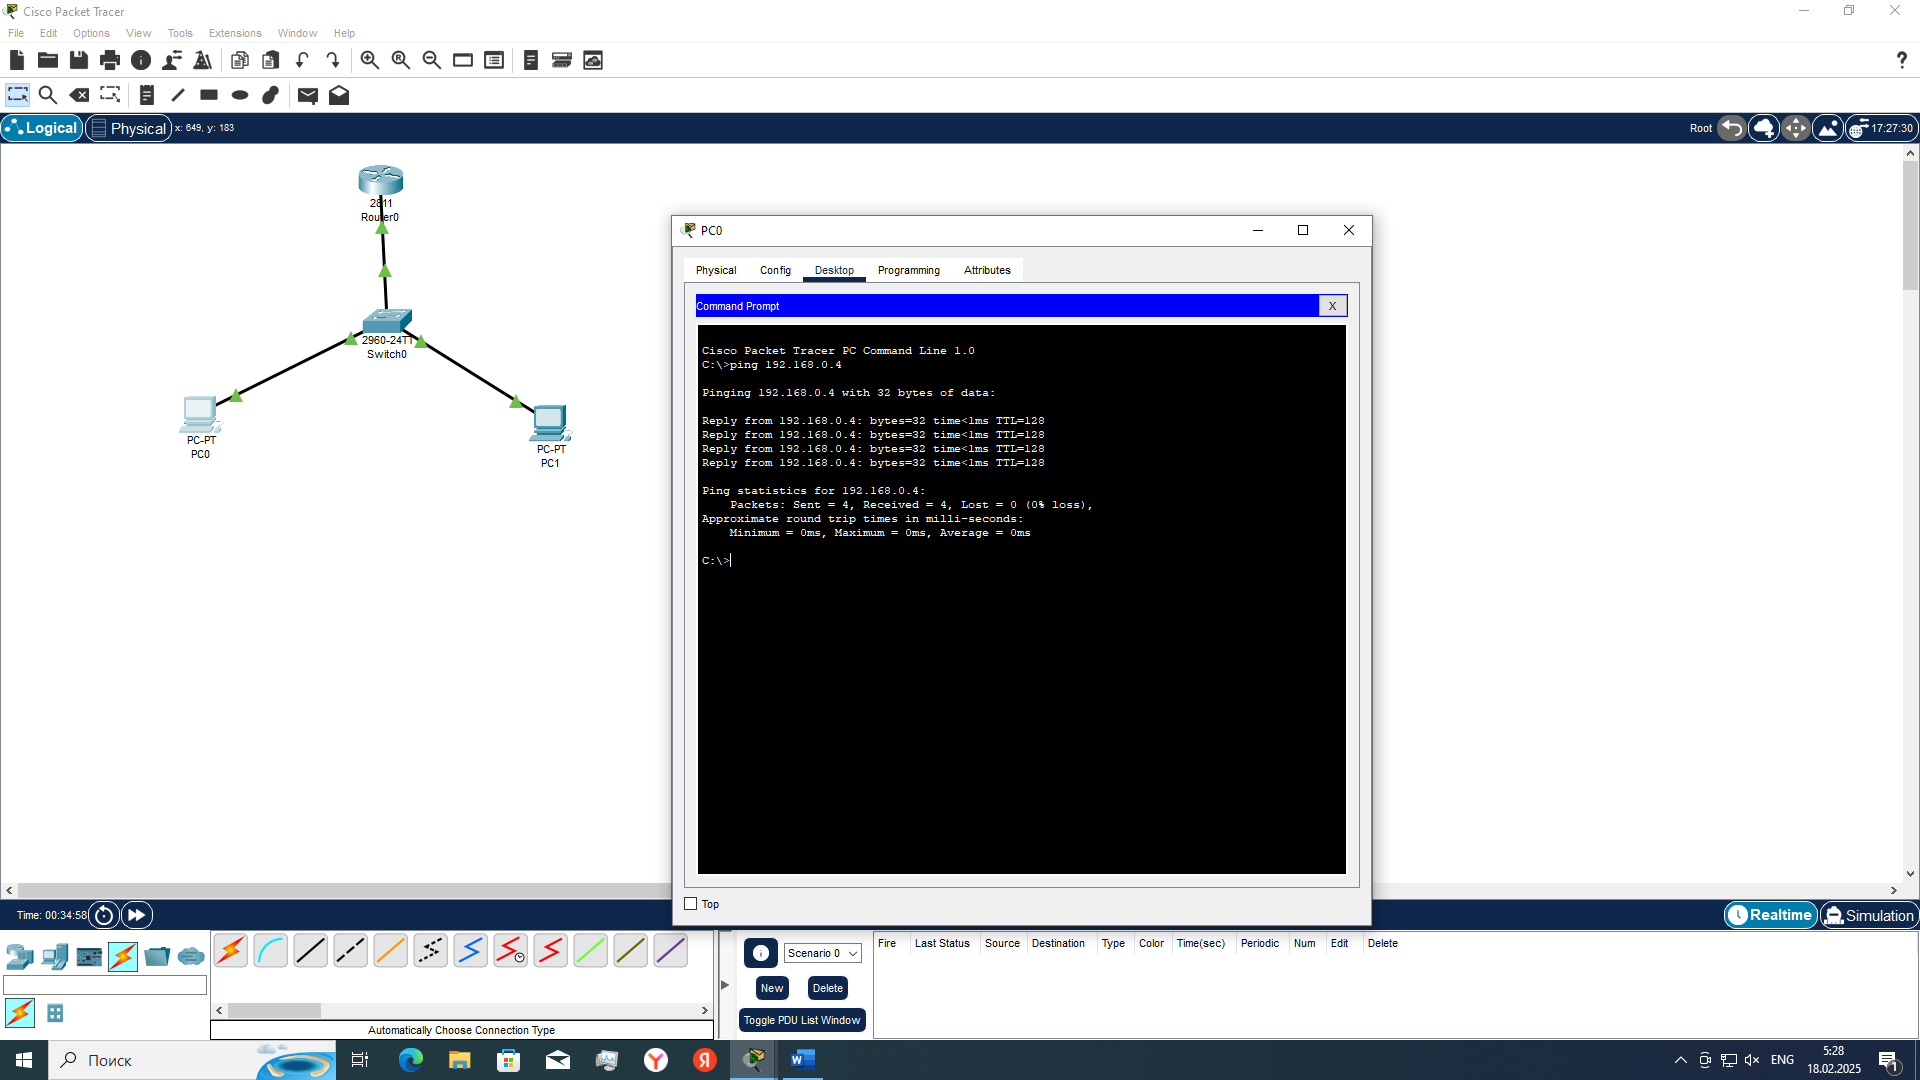 Cisco Packet Tracer
File Edit Options View Tools Extensions Window Help
Logical Physical x: 649, y: 183 Root 17:27:30
2811
Router0
2960-24TT
Switch0
PC-PT
PC0
PC-PT
PC1
PC0
Physical Config Desktop Programming Attributes
Command Prompt X
Cisco Packet Tracer PC Command Line 1.0
C:\>ping 192.168.0.4
Pinging 192.168.0.4 with 32 bytes of data:
Reply from 192.168.0.4: bytes=32 time<1ms TTL=128
Reply from 192.168.0.4: bytes=32 time<1ms TTL=128
Reply from 192.168.0.4: bytes=32 time<1ms TTL=128
Reply from 192.168.0.4: bytes=32 time<1ms TTL=128
Ping statistics for 192.168.0.4:
Packets: Sent = 4, Received = 4, Lost = 0 (0% loss),
Approximate round trip times in milli-seconds:
Minimum = 0ms, Maximum = 0ms, Average = 0ms
C:\>
Top
Time: 00:34:58 Realtime Simulation
Scenario 0
New Delete
Toggle PDU List Window
Fire Last Status Source Destination Type Color Time(sec) Periodic Num Edit Delete
Automatically Choose Connection Type
Поиск
ENG
5:28
18.02.2025
1